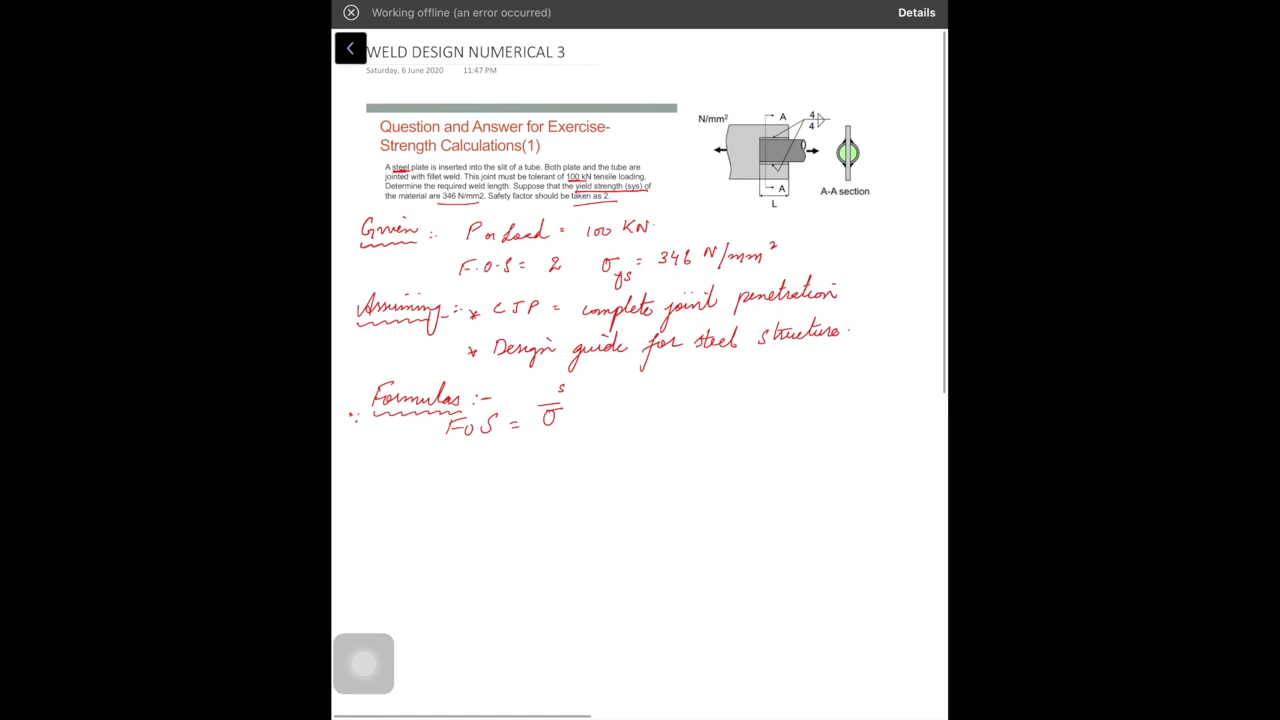 Working offline (an error occurred)
Details
WELD DESIGN NUMERICAL 3
Saturday, 6 June 2020 11:47 PM
Question and Answer for Exercise-
Strength Calculations(1)
A steel plate is inserted into the slit of a tube. Both plate and the tube are
jointed with fillet weld. This joint must be tolerant of 100 kN tensile loading.
Determine the required weld length. Suppose that the yield strength (sys) of
the material are 346 N/mm2. Safety factor should be taken as 2.
N/mm²
A
4
4
A
L
A-A section
Given :. P or Load = 100 KN.
F.O.S = 2 σys = 346 N/mm²
Assuming :. * CJP = complete joint penetration
* Design guide for steel structure.
∵ Formulas :-
FOS = s/σ